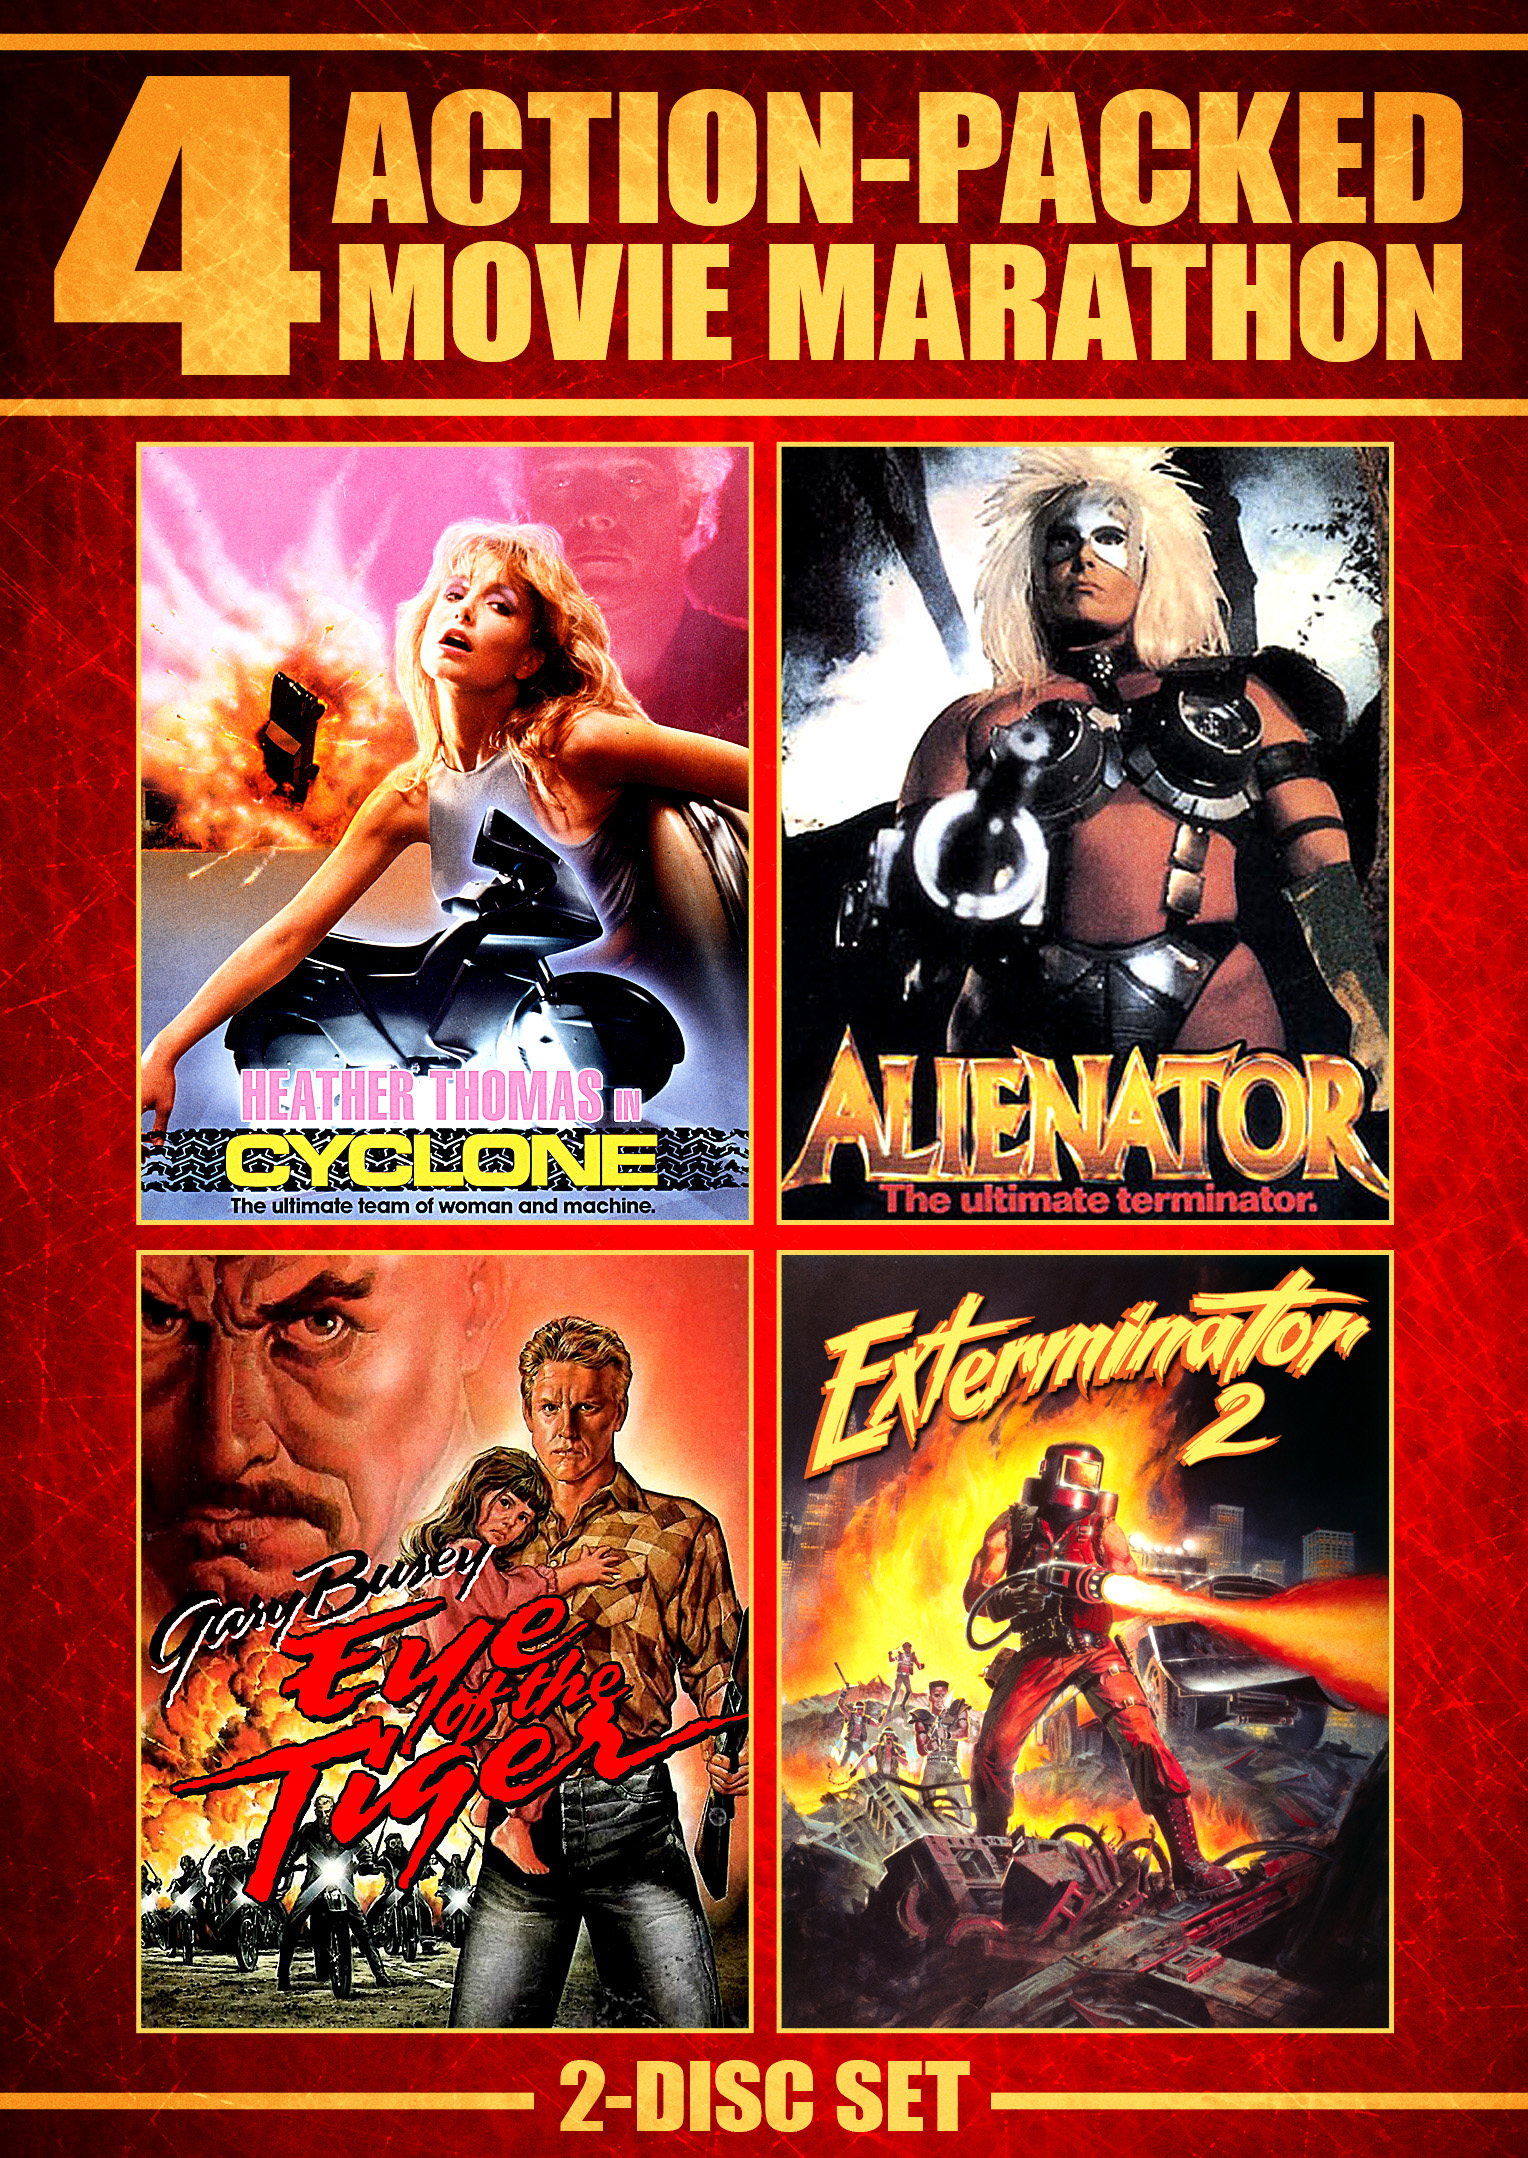 4 ACTION-PACKED
MOVIE MARATHON
HEATHER THOMAS IN
CYCLONE
The ultimate team of woman and machine.
ALIENATOR
The ultimate terminator.
Gary Busey
Eye
of the
Tiger
Exterminator
2
2-DISC SET